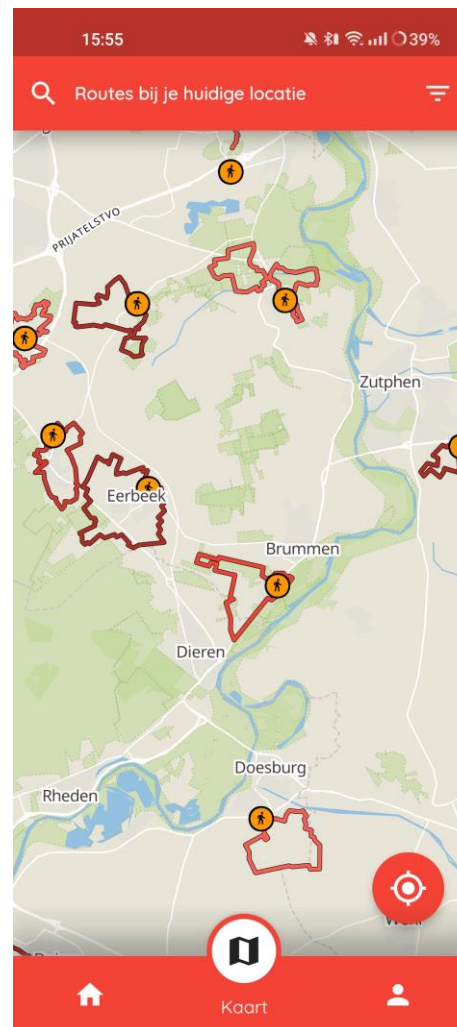 15:55
39%
Routes bij je huidige locatie
PRIJATELSTVO
Zutphen
Eerbeek
Brummen
Dieren
Doesburg
Rheden
Kaart